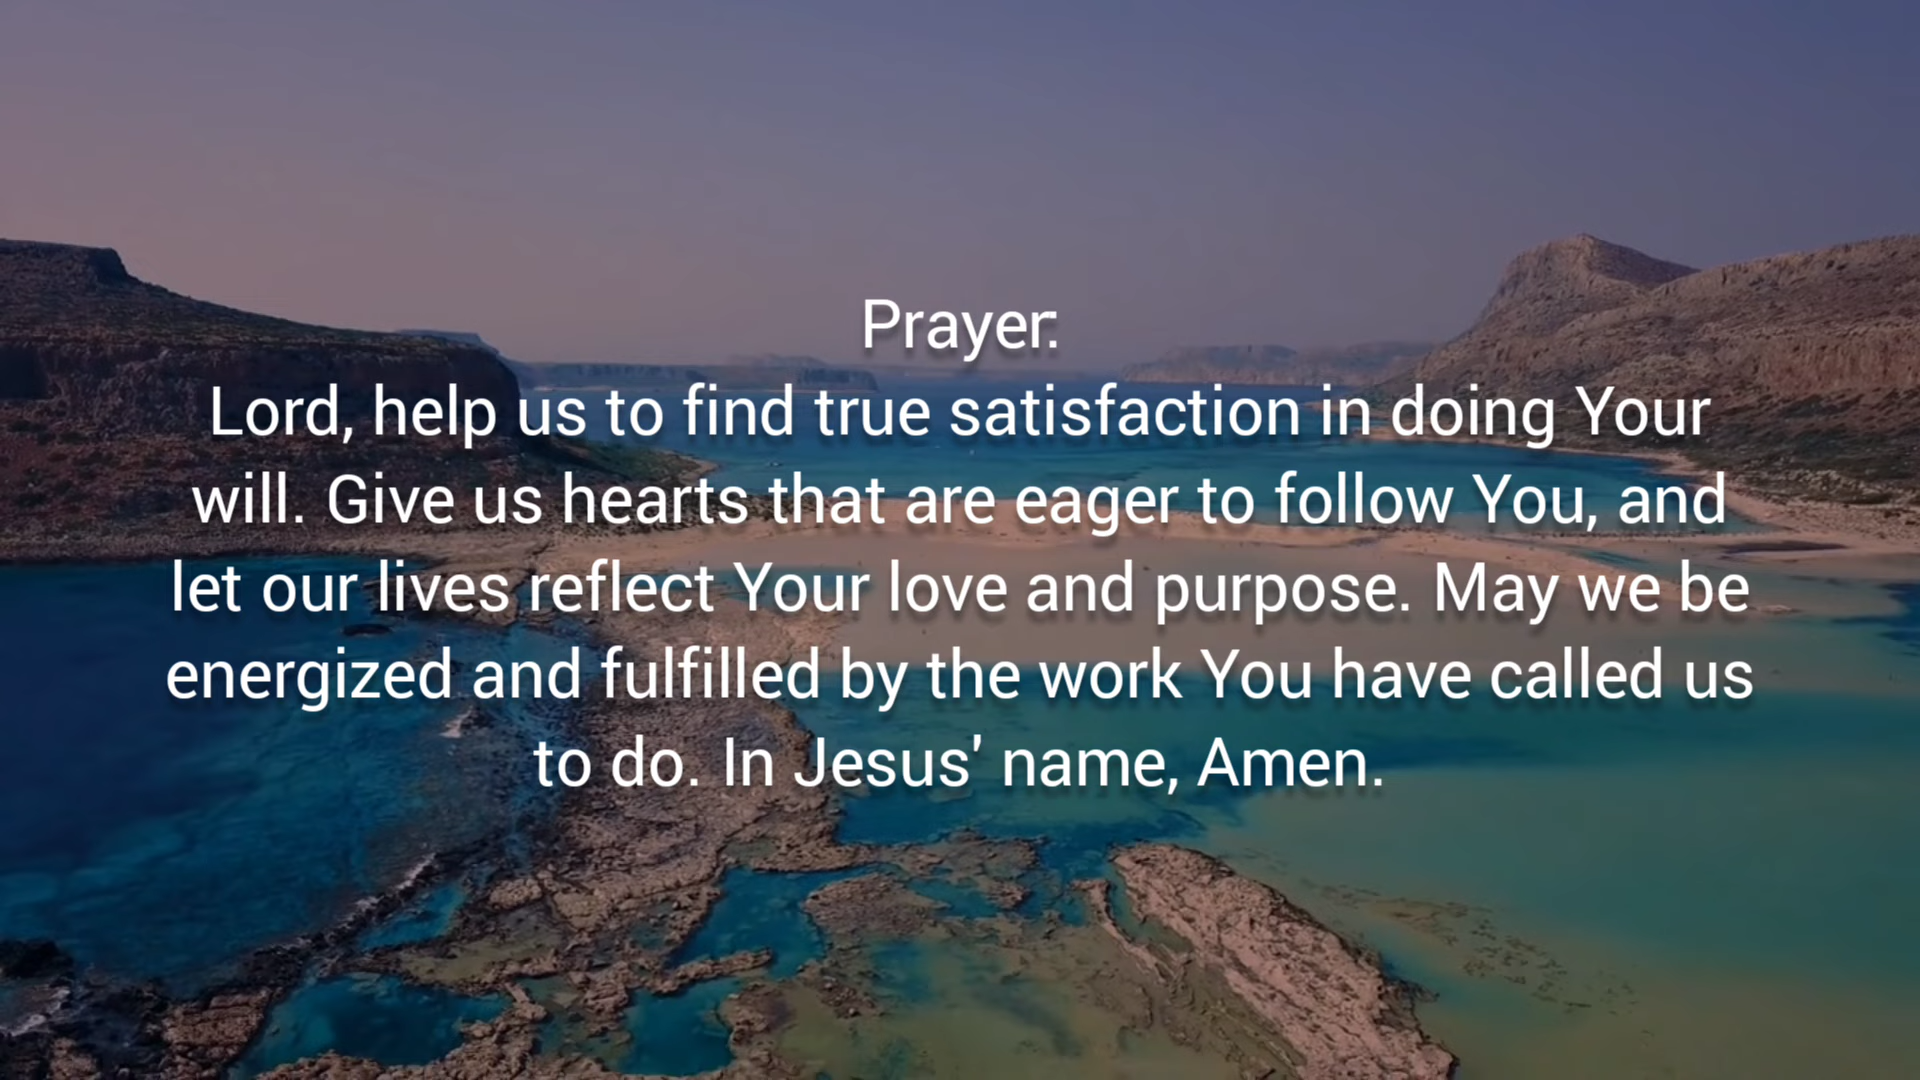 Prayer:
Lord, help us to find true satisfaction in doing Your
will. Give us hearts that are eager to follow You, and
let our lives reflect Your love and purpose. May we be
energized and fulfilled by the work You have called us
to do. In Jesus' name, Amen.